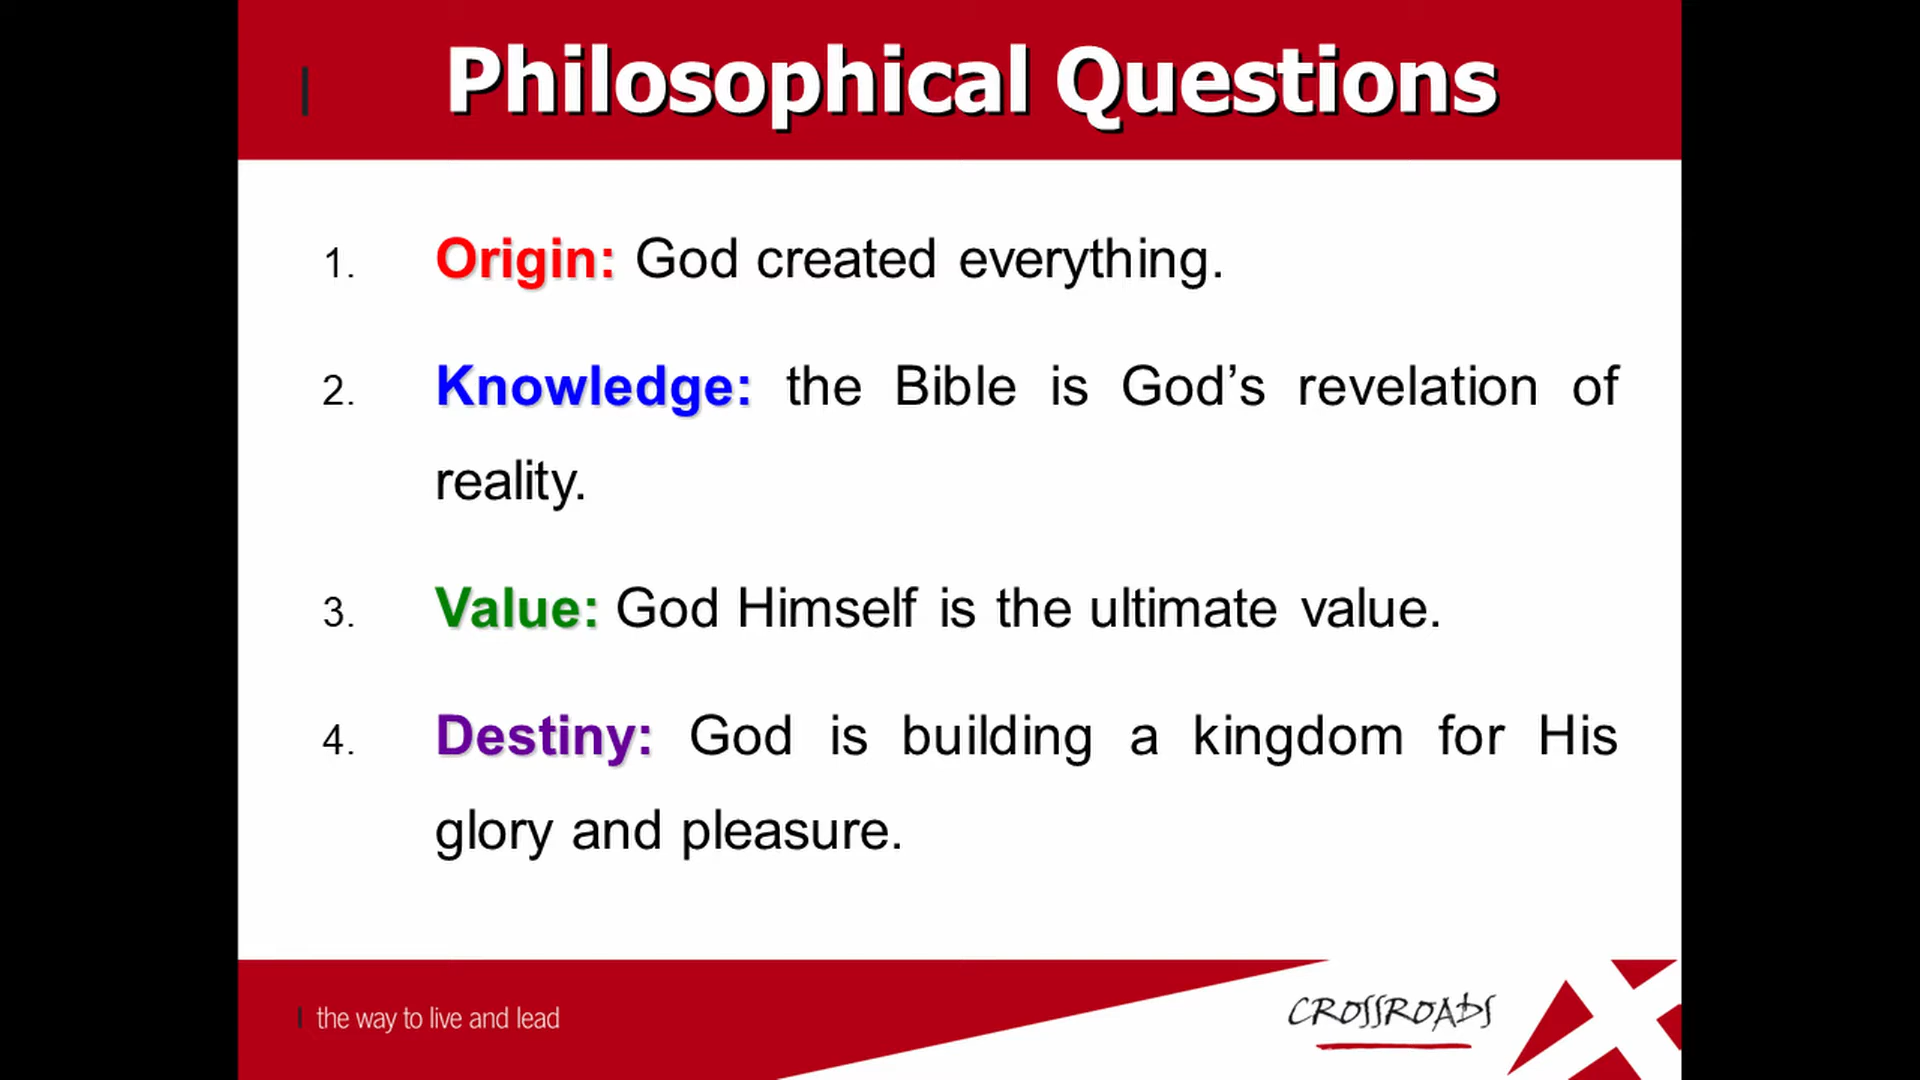 Philosophical Questions
1. Origin: God created everything.
2. Knowledge: the Bible is God’s revelation of
reality.
3. Value: God Himself is the ultimate value.
4. Destiny: God is building a kingdom for His
glory and pleasure.
the way to live and lead
CROSSROADS